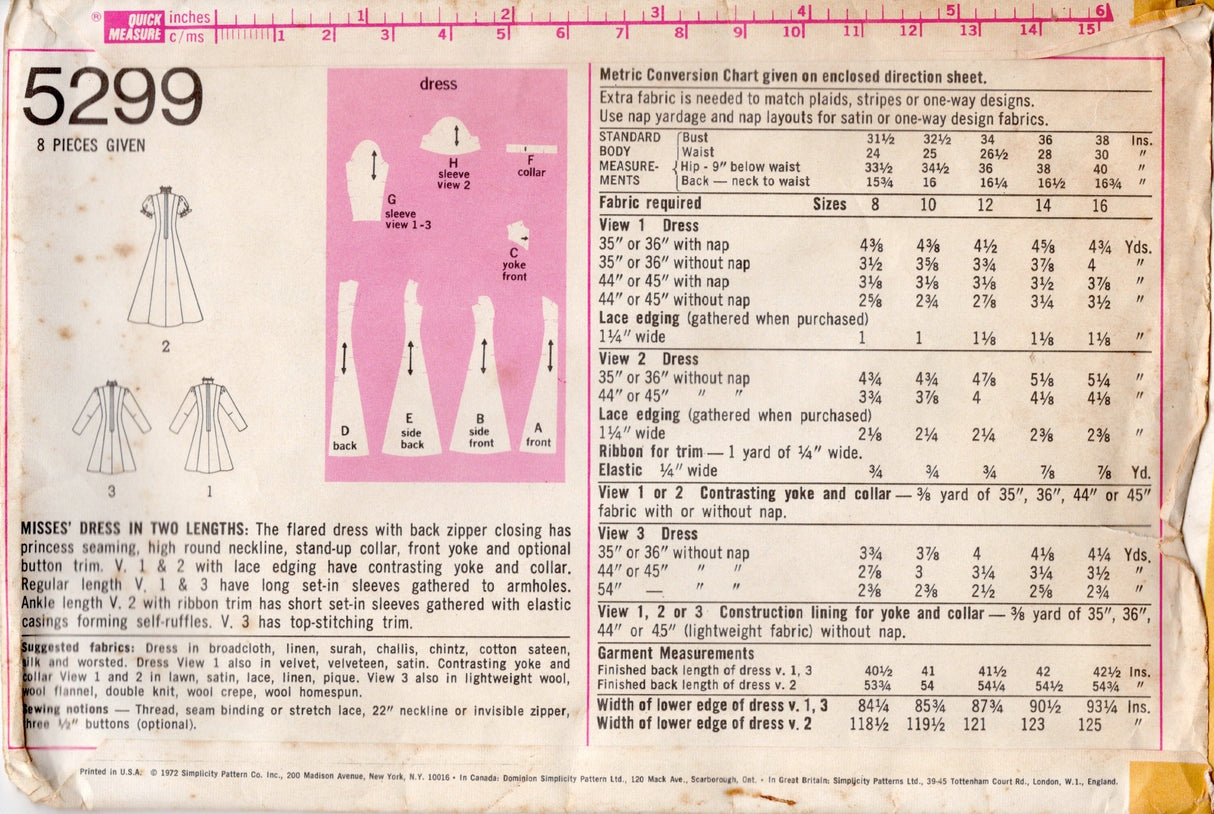 ® QUICK MEASURE inches 1 2 3 4 5 6
c/ms 1 2 3 4 5 6 7 8 9 10 11 12 13 14 15
5299
8 PIECES GIVEN
2
3 1
dress
H
sleeve
view 2
F
collar
G
sleeve
view 1-3
C
yoke
front
D
back
E
side
back
B
side
front
A
front
MISSES' DRESS IN TWO LENGTHS: The flared dress with back zipper closing has
princess seaming, high round neckline, stand-up collar, front yoke and optional
button trim. V. 1 & 2 with lace edging have contrasting yoke and collar.
Regular length V. 1 & 3 have long set-in sleeves gathered to armholes.
Ankle length V. 2 with ribbon trim has short set-in sleeves gathered with elastic
casings forming self-ruffles. V. 3 has top-stitching trim.
Suggested fabrics: Dress in broadcloth, linen, surah, challis, chintz, cotton sateen,
silk and worsted. Dress View 1 also in velvet, velveteen, satin. Contrasting yoke and
collar View 1 and 2 in lawn, satin, lace, linen, pique. View 3 also in lightweight wool,
wool flannel, double knit, wool crepe, wool homespun.
Sewing notions — Thread, seam binding or stretch lace, 22" neckline or invisible zipper,
three ½" buttons (optional).
Metric Conversion Chart given on enclosed direction sheet.
Extra fabric is needed to match plaids, stripes or one-way designs.
Use nap yardage and nap layouts for satin or one-way design fabrics.
STANDARD Bust 31½ 32½ 34 36 38 Ins.
BODY Waist 24 25 26½ 28 30 "
MEASURE- Hip - 9" below waist 33½ 34½ 36 38 40 "
MENTS Back — neck to waist 15¾ 16 16¼ 16½ 16¾ "
Fabric required Sizes 8 10 12 14 16
View 1 Dress
35" or 36" with nap 4⅜ 4⅜ 4½ 4⅝ 4¾ Yds.
35" or 36" without nap 3½ 3⅝ 3¾ 3⅞ 4 "
44" or 45" with nap 3⅛ 3⅛ 3⅛ 3½ 3⅞ "
44" or 45" without nap 2⅝ 2¾ 2⅞ 3¼ 3½ "
Lace edging (gathered when purchased)
1¼" wide 1 1 1⅛ 1⅛ 1⅛ "
View 2 Dress
35" or 36" without nap 4¾ 4¾ 4⅞ 5⅛ 5¼ "
44" or 45" " " 3¾ 3⅞ 4 4⅛ 4⅛ "
Lace edging (gathered when purchased)
1¼" wide 2⅛ 2¼ 2¼ 2⅜ 2⅜ "
Ribbon for trim — 1 yard of ¼" wide.
Elastic ¼" wide ¾ ¾ ¾ ⅞ ⅞ Yd.
View 1 or 2 Contrasting yoke and collar — ⅜ yard of 35", 36", 44" or 45"
fabric with or without nap.
View 3 Dress
35" or 36" without nap 3¾ 3⅞ 4 4⅛ 4¼ Yds.
44" or 45" " " 2⅞ 3 3¼ 3¼ 3½ "
54" — " " 2⅜ 2⅜ 2½ 2⅝ 2¾ "
View 1, 2 or 3 Construction lining for yoke and collar — ⅜ yard of 35", 36",
44" or 45" (lightweight fabric) without nap.
Garment Measurements
Finished back length of dress v. 1, 3 40½ 41 41½ 42 42½ Ins.
Finished back length of dress v. 2 53¾ 54 54¼ 54½ 54¾ "
Width of lower edge of dress v. 1, 3 84¼ 85¾ 87¾ 90½ 93¼ Ins.
Width of lower edge of dress v. 2 118½ 119½ 121 123 125 "
Printed in U.S.A. © 1972 Simplicity Pattern Co. Inc., 200 Madison Avenue, New York, N.Y. 10016 • In Canada: Dominion Simplicity Pattern Ltd., 120 Mack Ave., Scarborough, Ont. • In Great Britain: Simplicity Patterns Ltd., 39-45 Tottenham Court Rd., London, W.1., England.